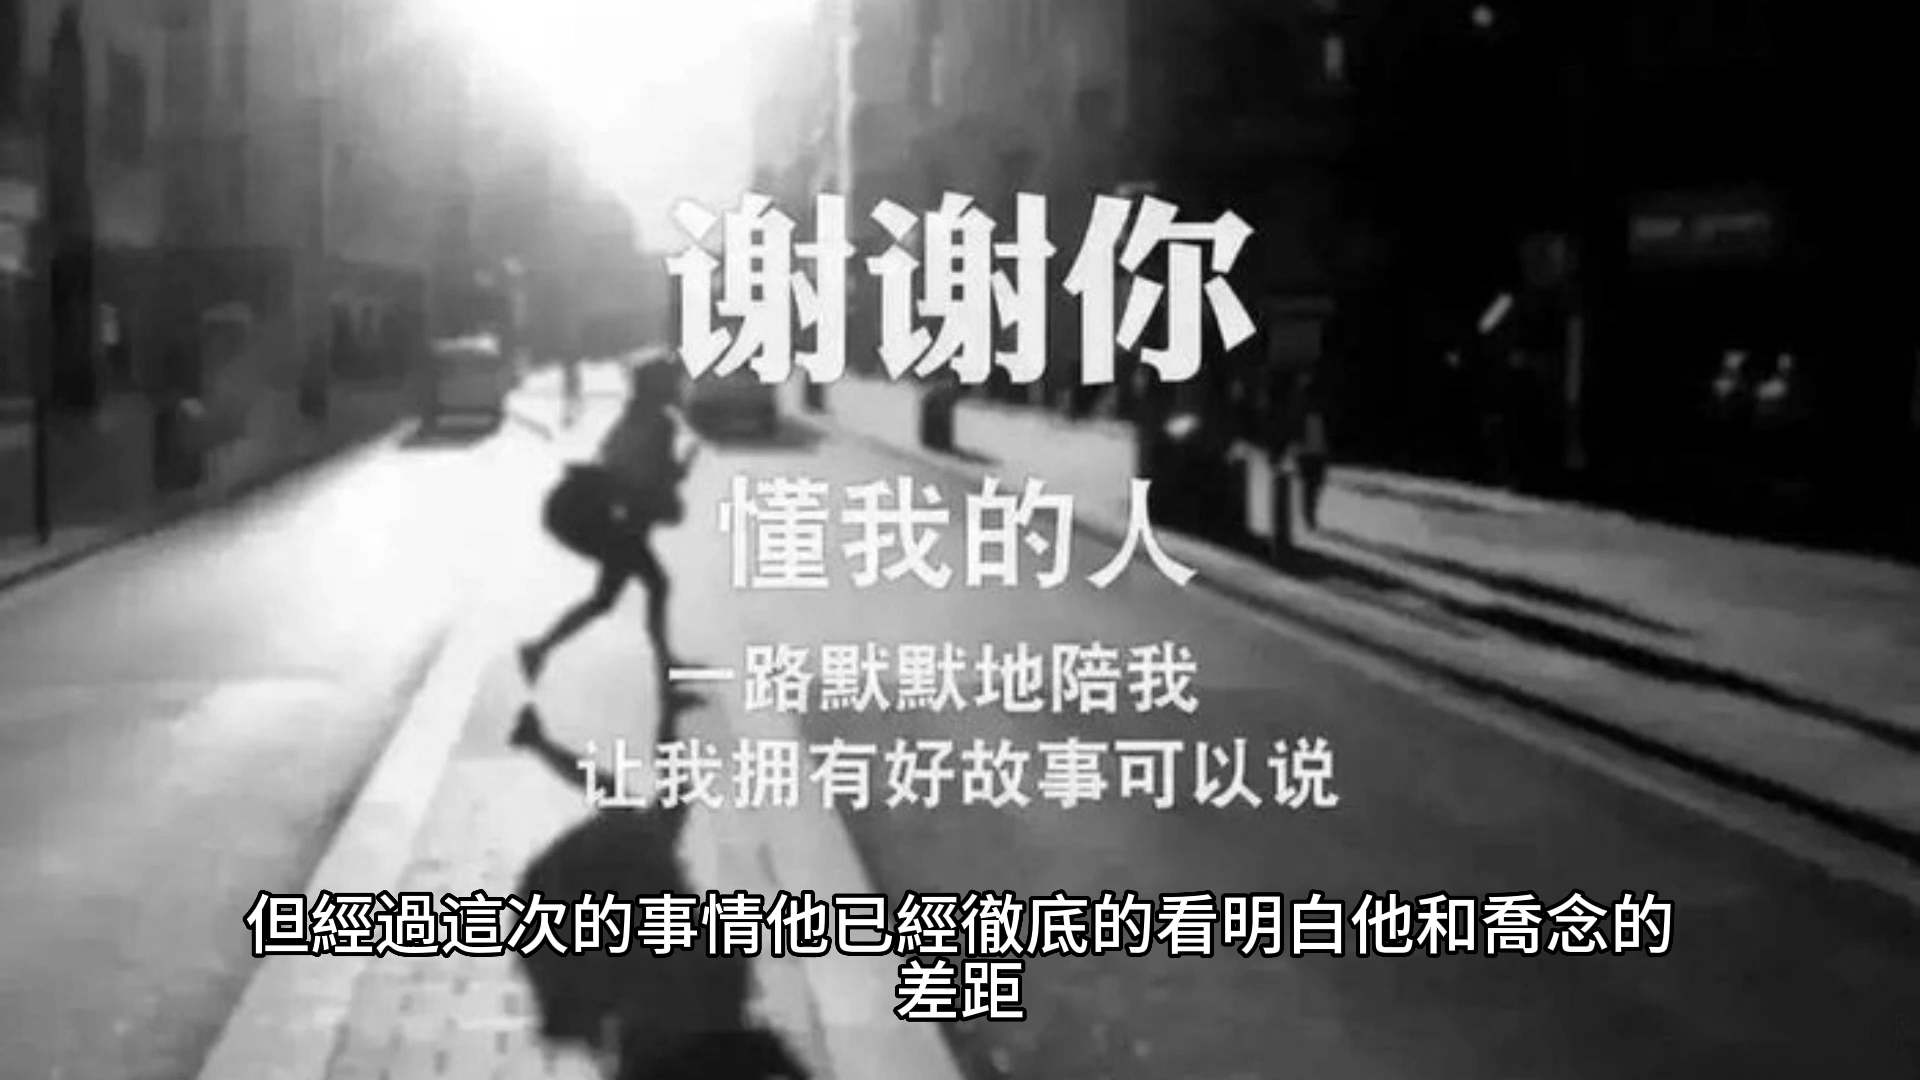 谢谢你
懂我的人
一路默默地陪我
让我拥有好故事可以说
但經過這次的事情他已經徹底的看明白他和喬念的
差距